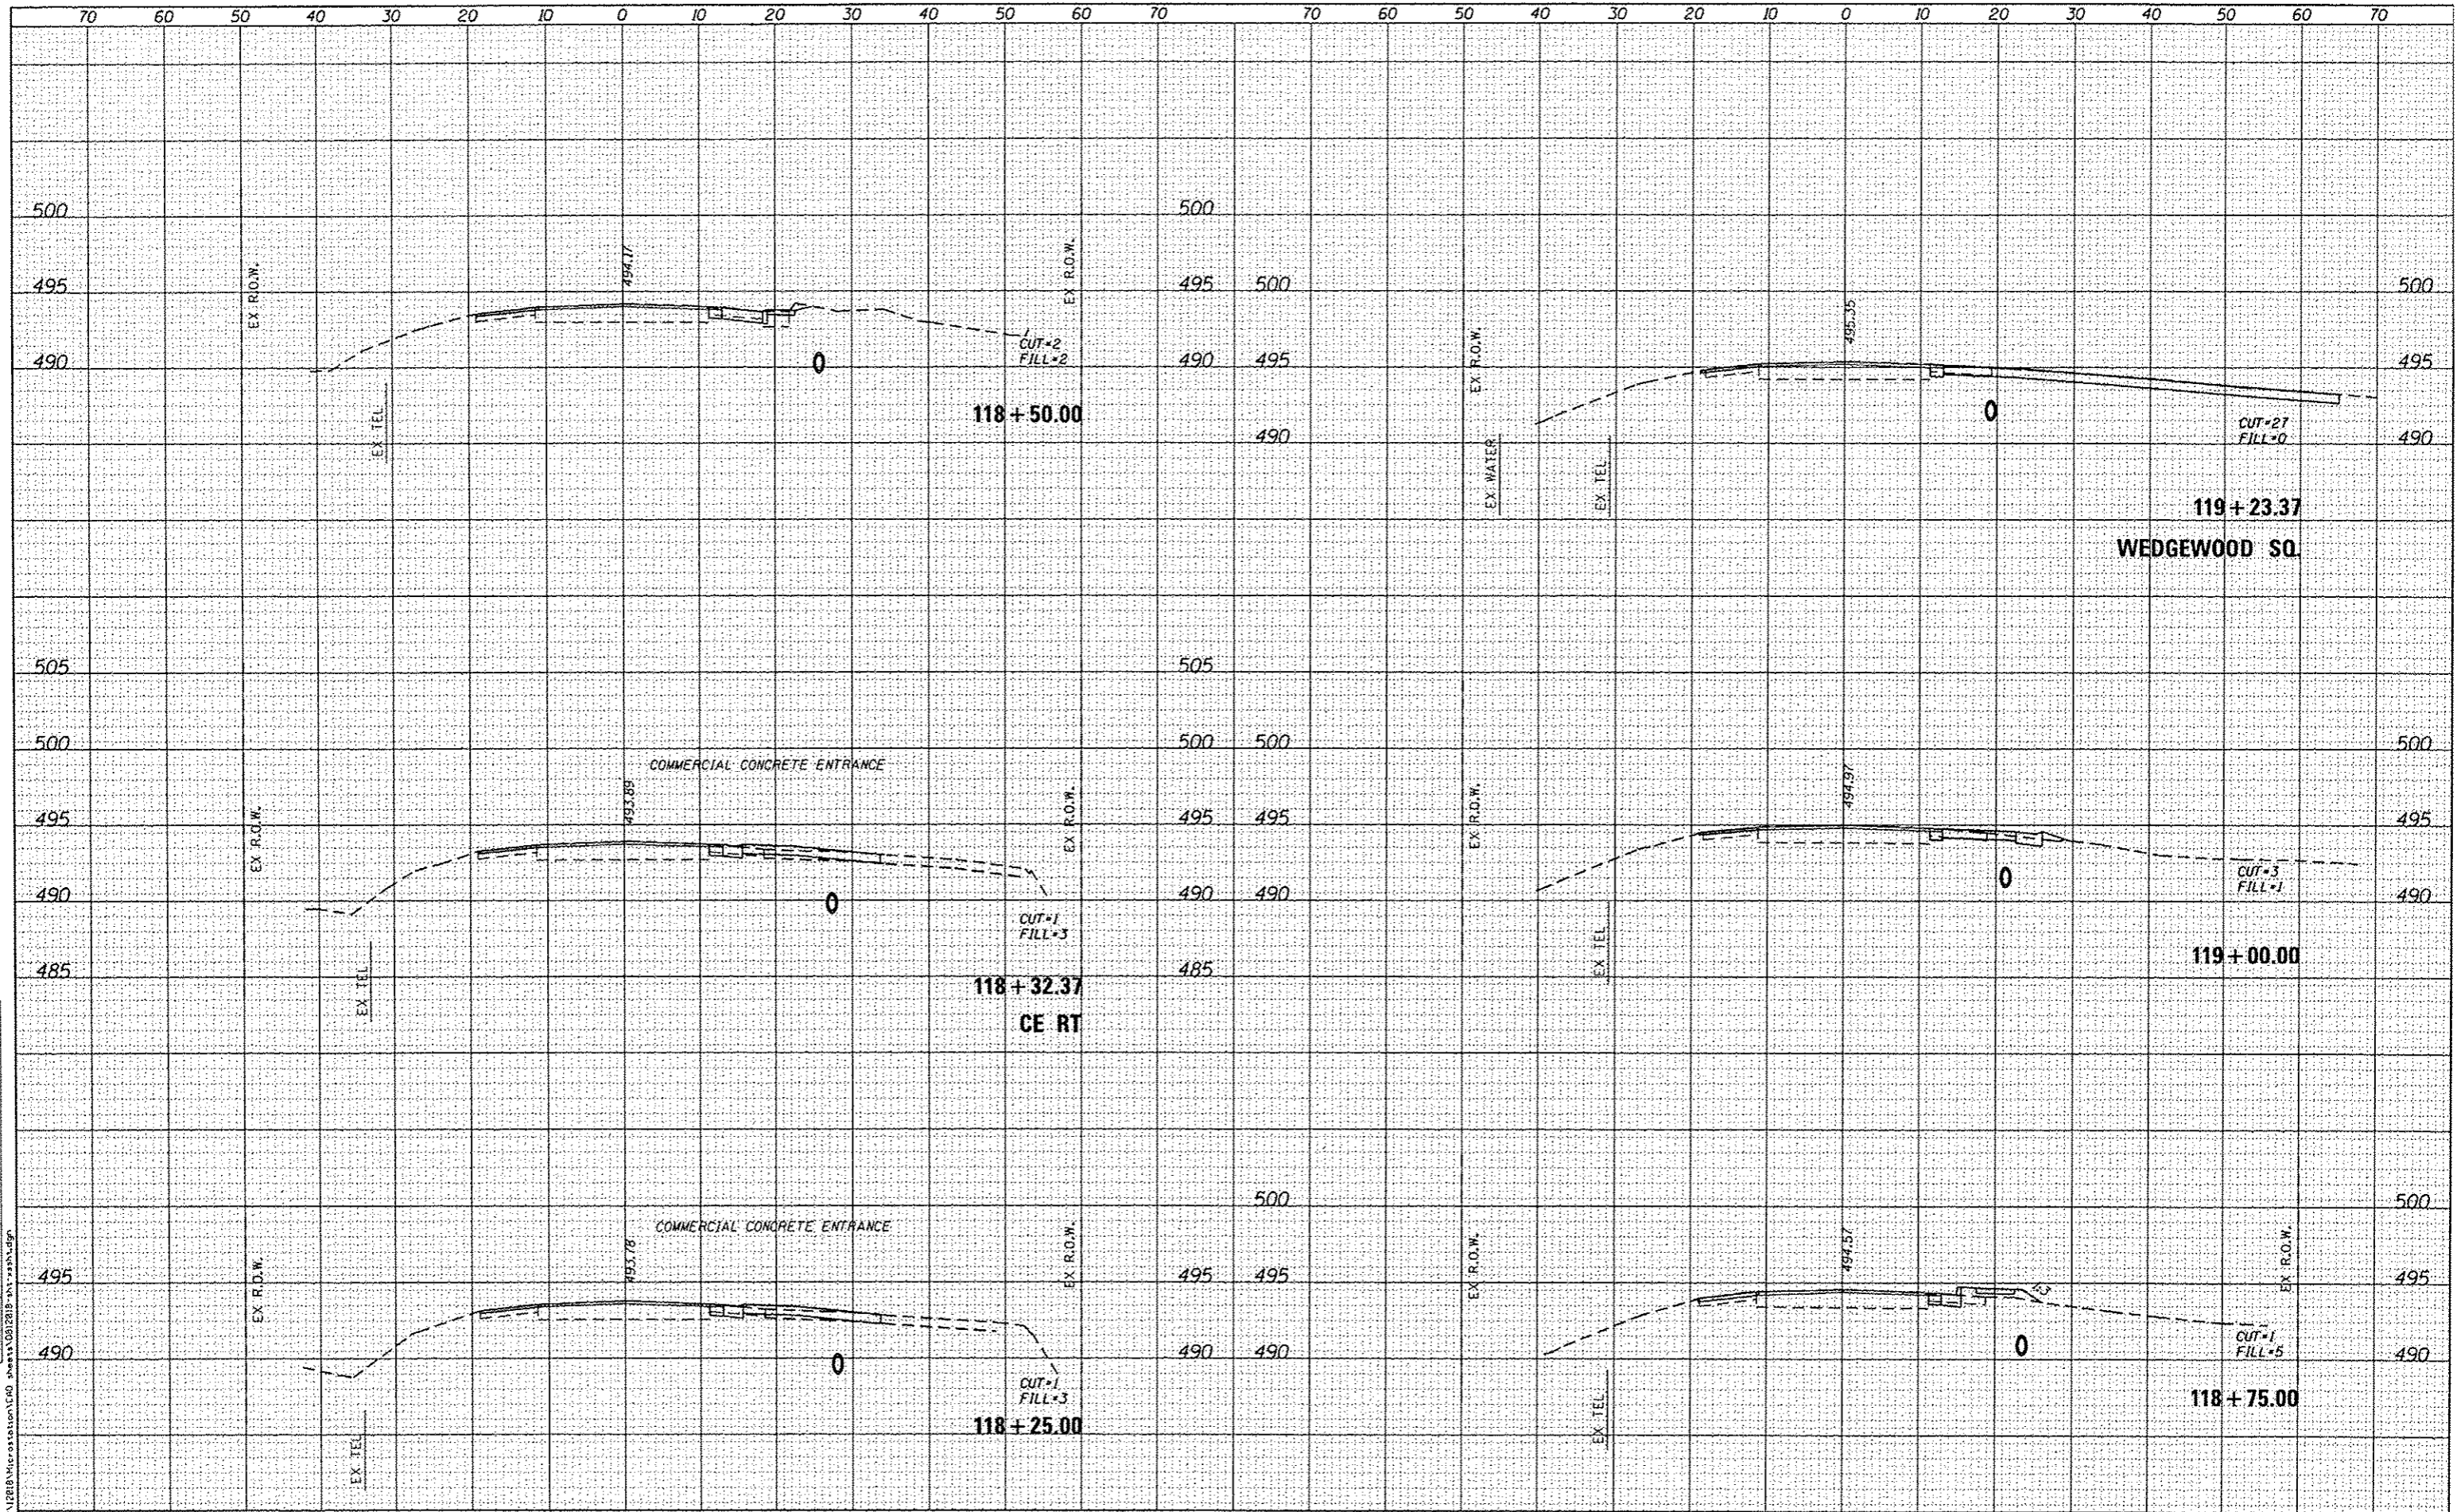 70 60 50 40 30 20 10 0 10 20 30 40 50 60 70 70 60 50 40 30 20 10 0 10 20 30 40 50 60 70
500 500
495 EX R.O.W. 494.17 EX R.O.W. 495
490 490
CUT=2
FILL=2
EX TEL
118+50.00
500 500
EX R.O.W. 495.35
495 495
490 490
CUT=27
FILL=0
EX WATER EX TEL
119+23.37
WEDGEWOOD SQ.
505 505
500 500
COMMERCIAL CONCRETE ENTRANCE
495 EX R.O.W. 493.89 EX R.O.W. 495
490 490
CUT=1
FILL=3
485 EX TEL 485
118+32.37
CE RT
500 500
495 EX R.O.W. 494.97
490 490
CUT=3
FILL=1
EX TEL
119+00.00
COMMERCIAL CONCRETE ENTRANCE
495 EX R.O.W. 493.78 EX R.O.W. 495
490 490
CUT=1
FILL=3
118+25.00
EX TEL
500 500
495 EX R.O.W. 494.57 EX R.O.W. 495
490 490
CUT=1
FILL=5
EX TEL
118+75.00